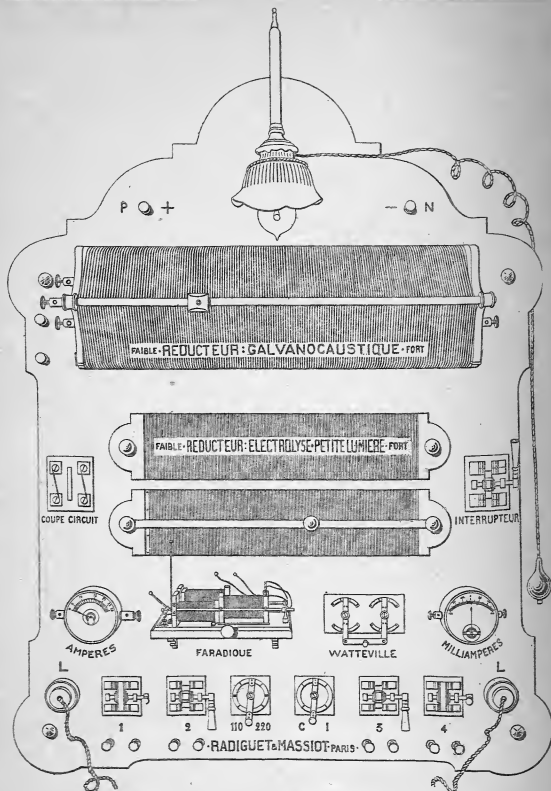 P + - N
FAIBLE · REDUCTEUR : GALVANOCAUSTIQUE · FORT
FAIBLE · REDUCTEUR : ELECTROLYSE · PETITE LUMIERE · FORT
COUPE CIRCUIT
INTERRUPTEUR
AMPERES
FARADIQUE
WATTEVILLE
MILLIAMPERES
L L
1 2 110 220 C I 3 4
· RADIGUET & MASSIOT · PARIS ·